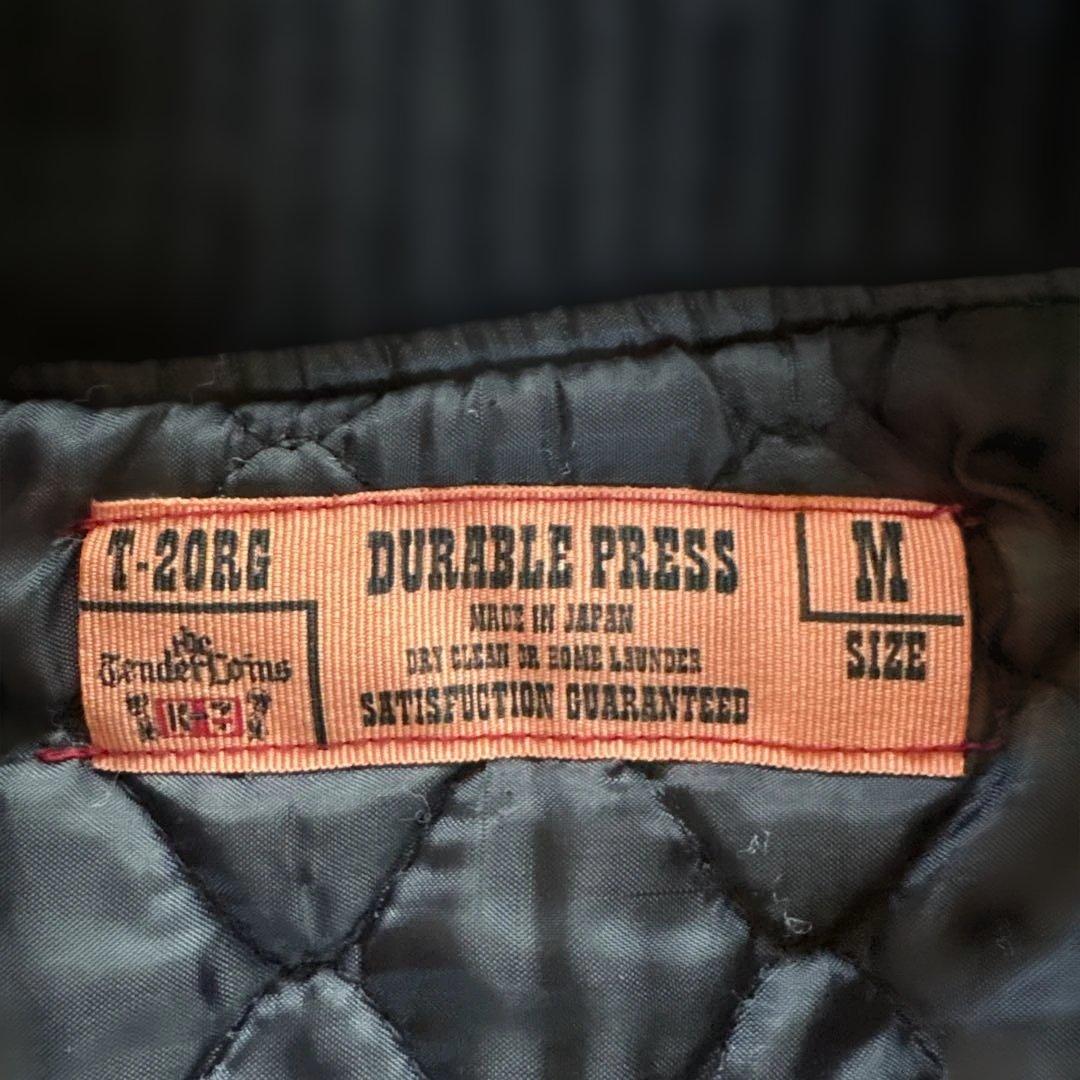 T-20RG
the
TenderLoins
DURABLE PRESS
MADE IN JAPAN
DRY CLEAN OR HOME LAUNDER
SATISFUCTION GUARANTEED
M
SIZE